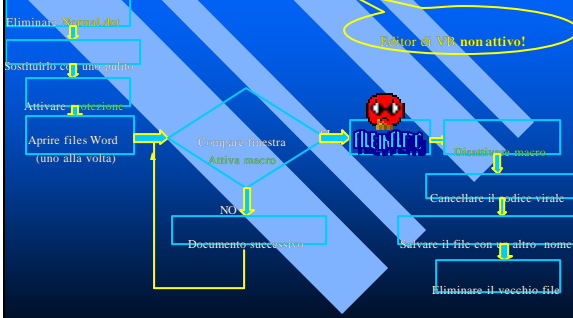 Eliminare Normal.dot
Editor di VB non attivo!
Sostituirlo con uno pulito
Attivare protezione
Aprire files Word
(uno alla volta)
Compare finestra
Attiva macro
FILE INFETTO
Disattivare macro
Cancellare il codice virale
NO
Documento successivo
Salvare il file con un altro nome
Eliminare il vecchio file